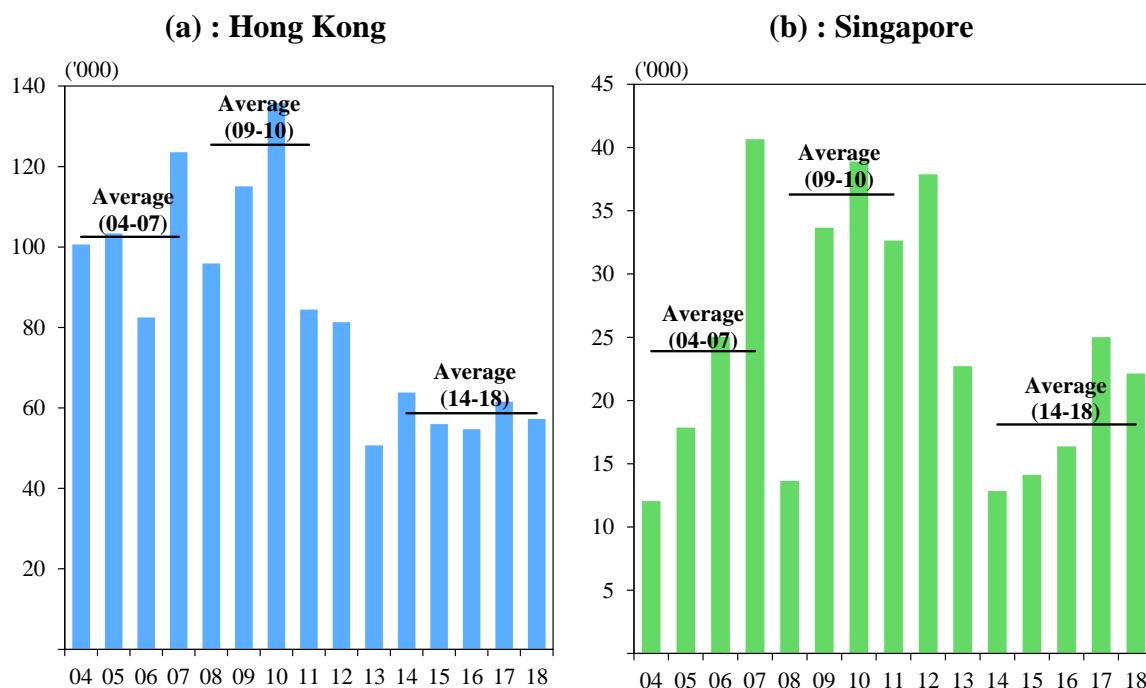 (a) : Hong Kong
('000)
140
120
100
80
60
40
20
Average
(04-07)
Average
(09-10)
Average
(14-18)
04 05 06 07 08 09 10 11 12 13 14 15 16 17 18
(b) : Singapore
('000)
45
40
35
30
25
20
15
10
5
Average
(04-07)
Average
(09-10)
Average
(14-18)
04 05 06 07 08 09 10 11 12 13 14 15 16 17 18